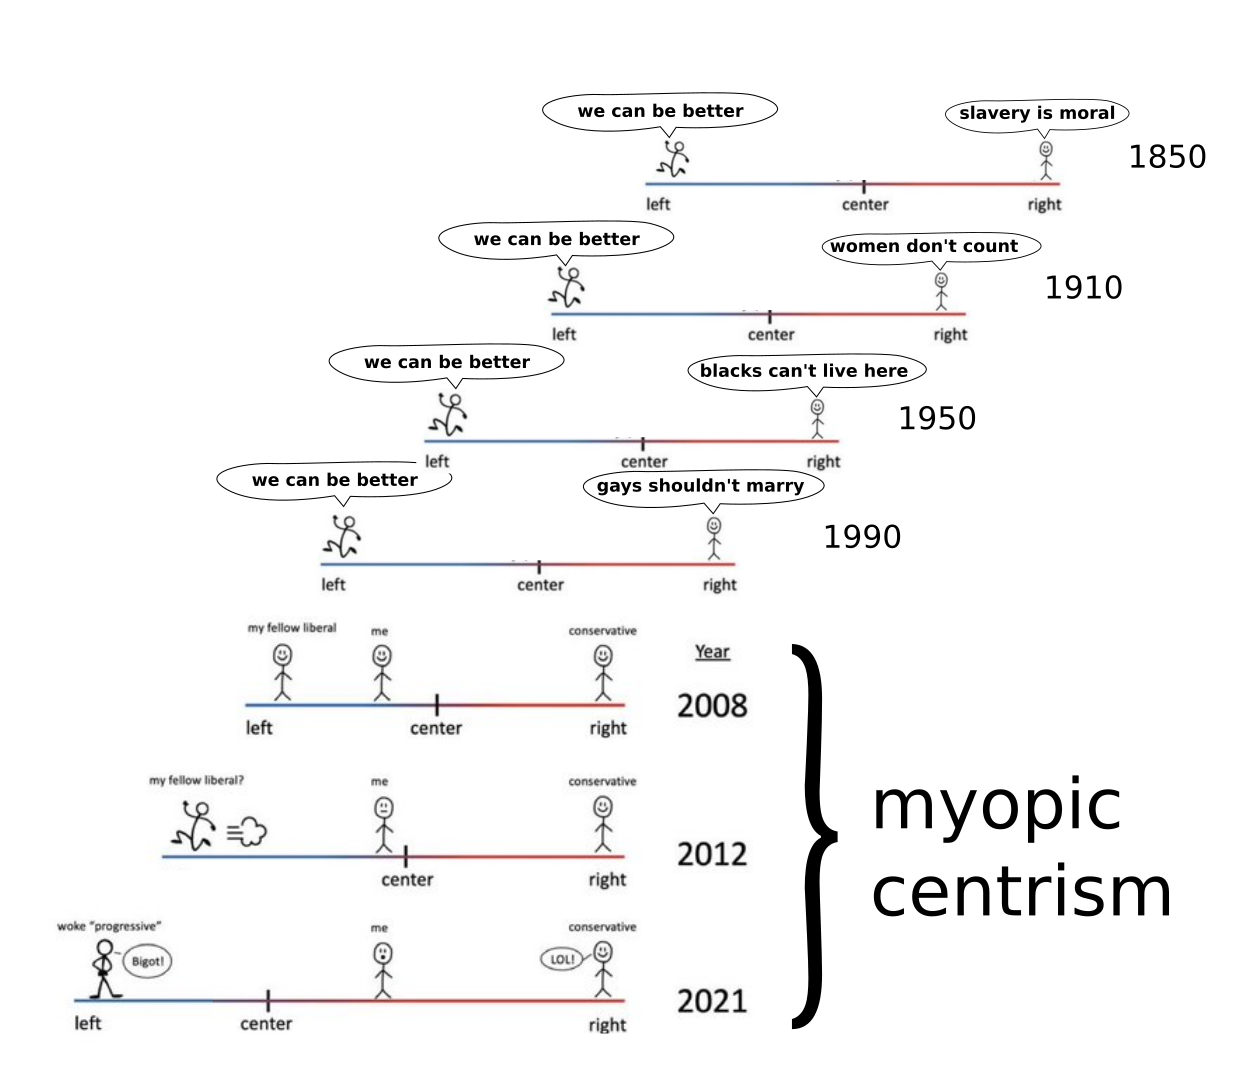 we can be better
slavery is moral
1850
left
center
right
we can be better
women don't count
1910
left
center
right
we can be better
blacks can't live here
1950
left
center
right
we can be better
gays shouldn't marry
1990
left
center
right
my fellow liberal
me
conservative
Year
2008
left
center
right
my fellow liberal?
me
conservative
2012
center
right
myopic
centrism
woke "progressive"
me
conservative
Bigot!
LOL!
2021
left
center
right